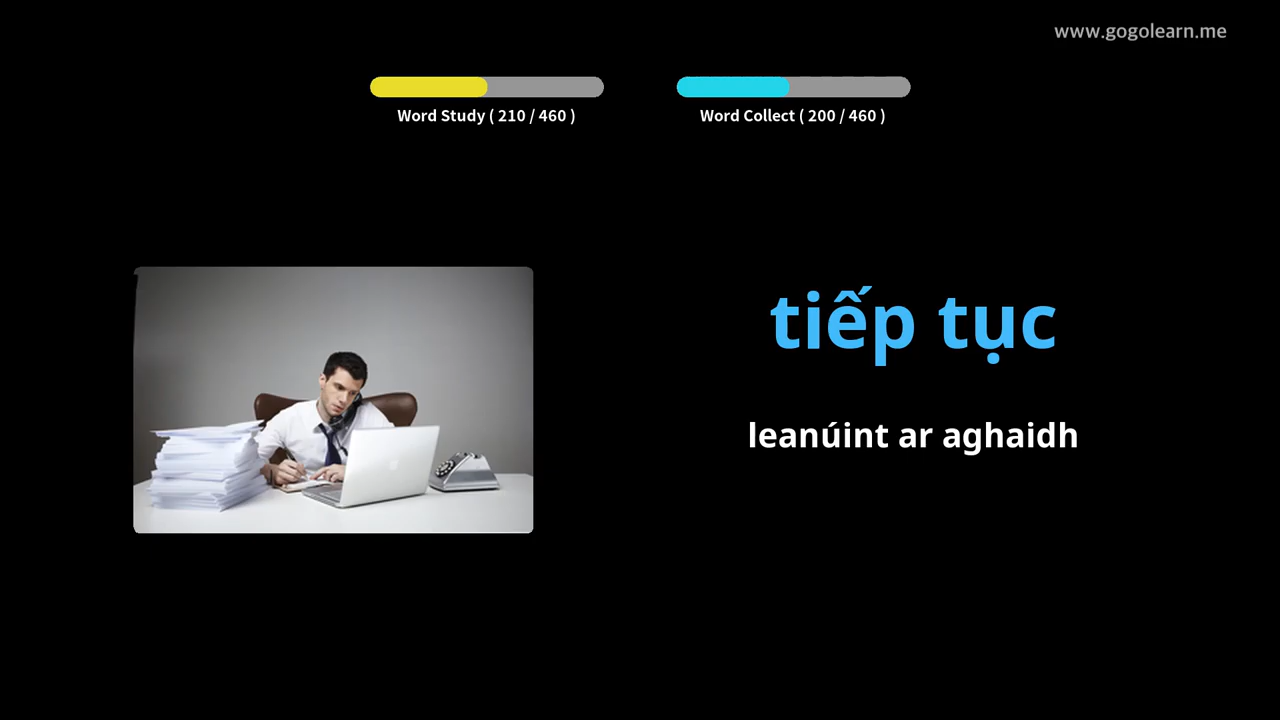 www.gogolearn.me
Word Study ( 210 / 460 )
Word Collect ( 200 / 460 )
tiếp tục
leanúint ar aghaidh